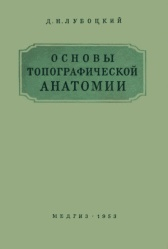 Д.Н.ЛУБОЦКИЙ
ОСНОВЫ
ТОПОГРАФИЧЕСКОЙ
АНАТОМИИ
МЕДГИЗ - 1953